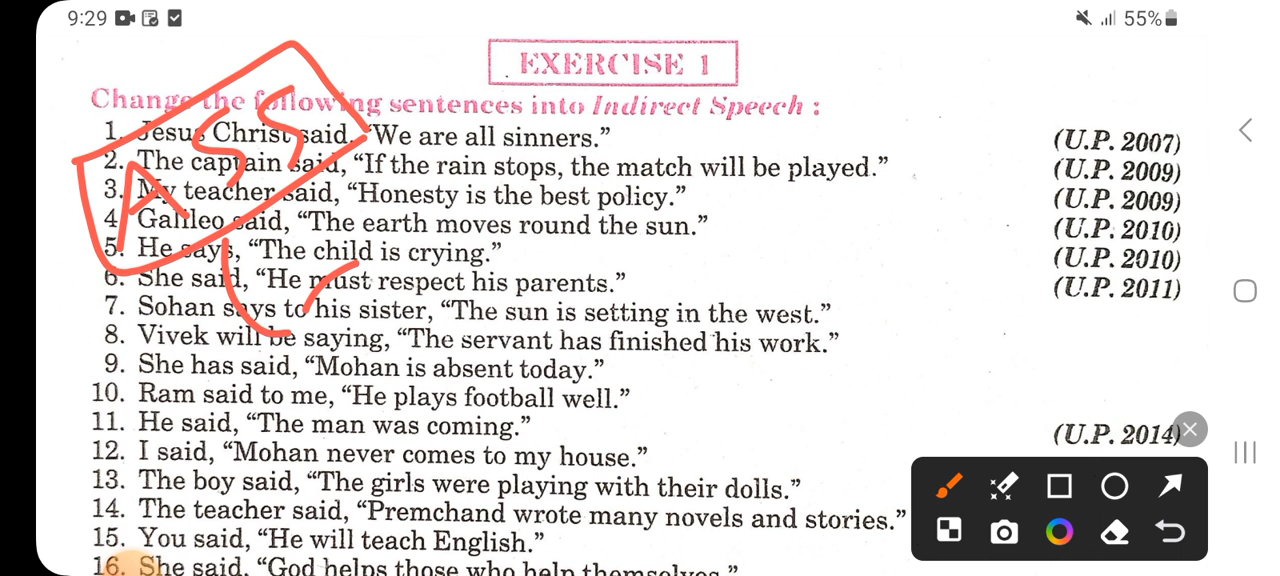 9:29 55%
EXERCISE 1
Change the following sentences into Indirect Speech :
1. Jesus Christ said, “We are all sinners.” (U.P. 2007)
2. The captain said, “If the rain stops, the match will be played.” (U.P. 2009)
3. My teacher said, “Honesty is the best policy.” (U.P. 2009)
4. Galileo said, “The earth moves round the sun.” (U.P. 2010)
5. He says, “The child is crying.” (U.P. 2010)
6. She said, “He must respect his parents.” (U.P. 2011)
7. Sohan says to his sister, “The sun is setting in the west.”
8. Vivek will be saying, “The servant has finished his work.”
9. She has said, “Mohan is absent today.”
10. Ram said to me, “He plays football well.”
11. He said, “The man was coming.” (U.P. 2014)
12. I said, “Mohan never comes to my house.”
13. The boy said, “The girls were playing with their dolls.”
14. The teacher said, “Premchand wrote many novels and stories.”
15. You said, “He will teach English.”
16. She said, “God helps those who help themselves.”
ASS